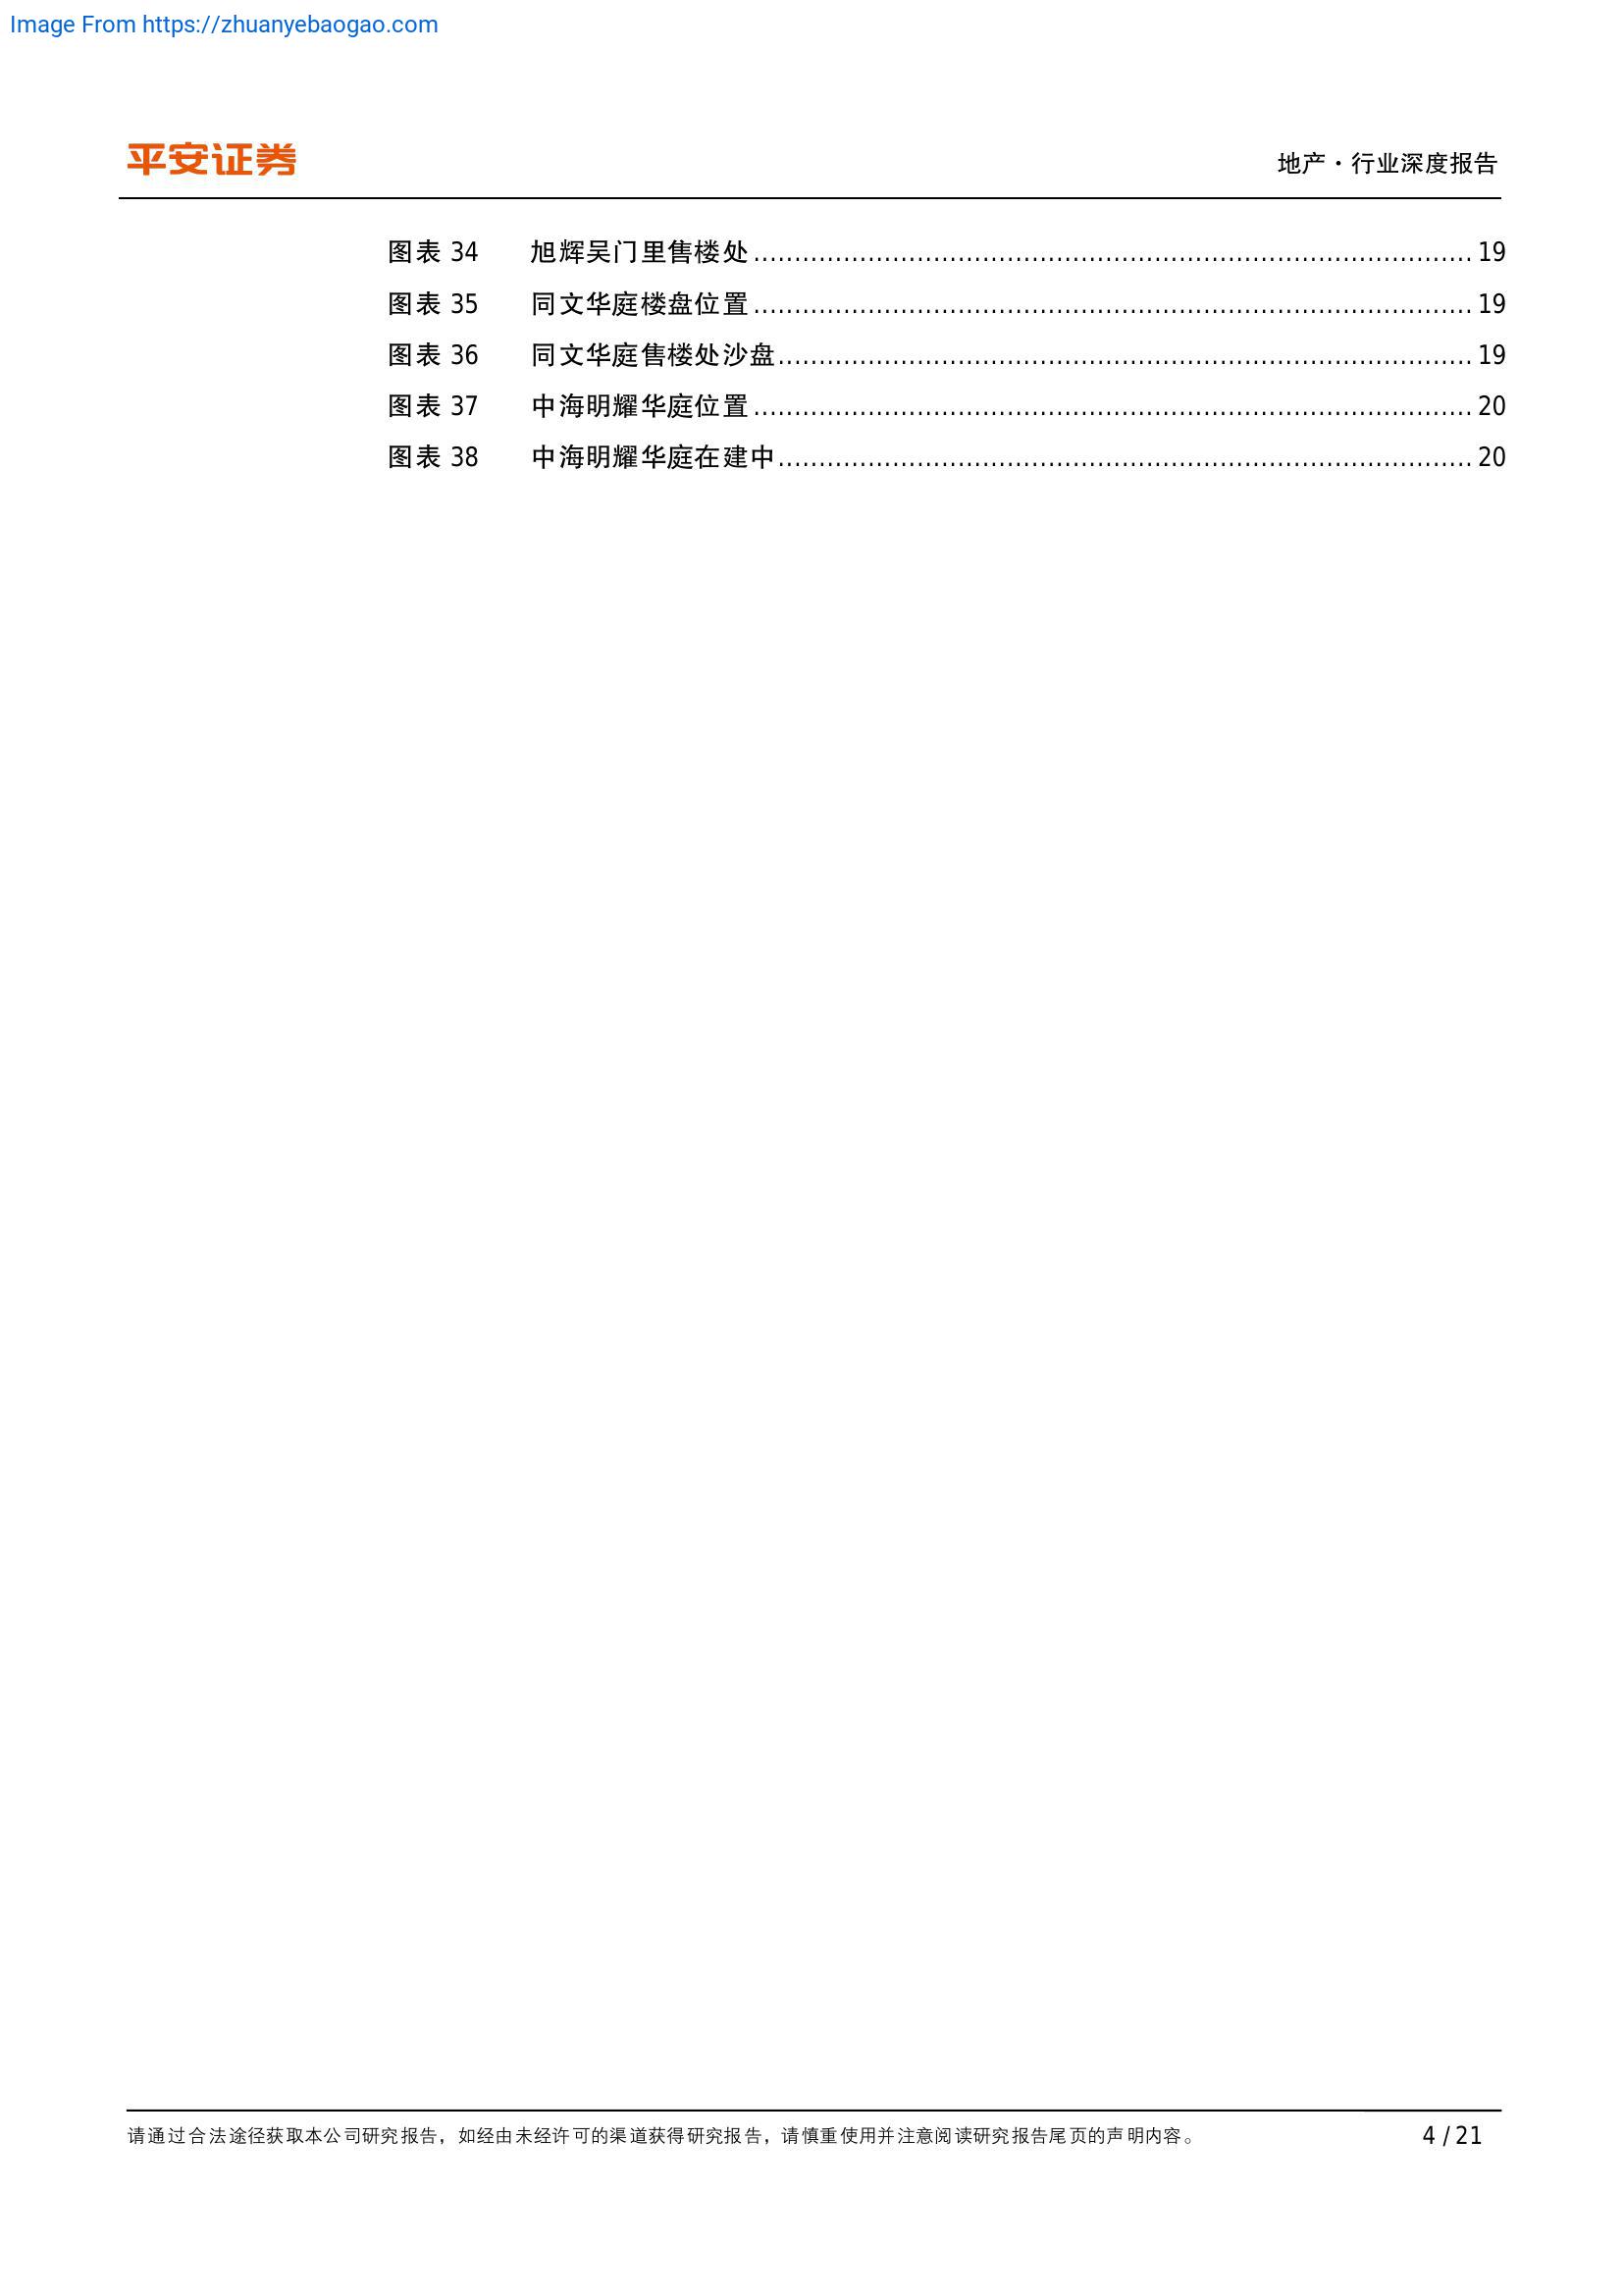 Image From https://zhuanyebaogao.com
平安证券
地产·行业深度报告
图表 34 旭辉吴门里售楼处 19
图表 35 同文华庭楼盘位置 19
图表 36 同文华庭售楼处沙盘 19
图表 37 中海明耀华庭位置 20
图表 38 中海明耀华庭在建中 20
请通过合法途径获取本公司研究报告，如经由未经许可的渠道获得研究报告，请慎重使用并注意阅读研究报告尾页的声明内容。 4 / 21